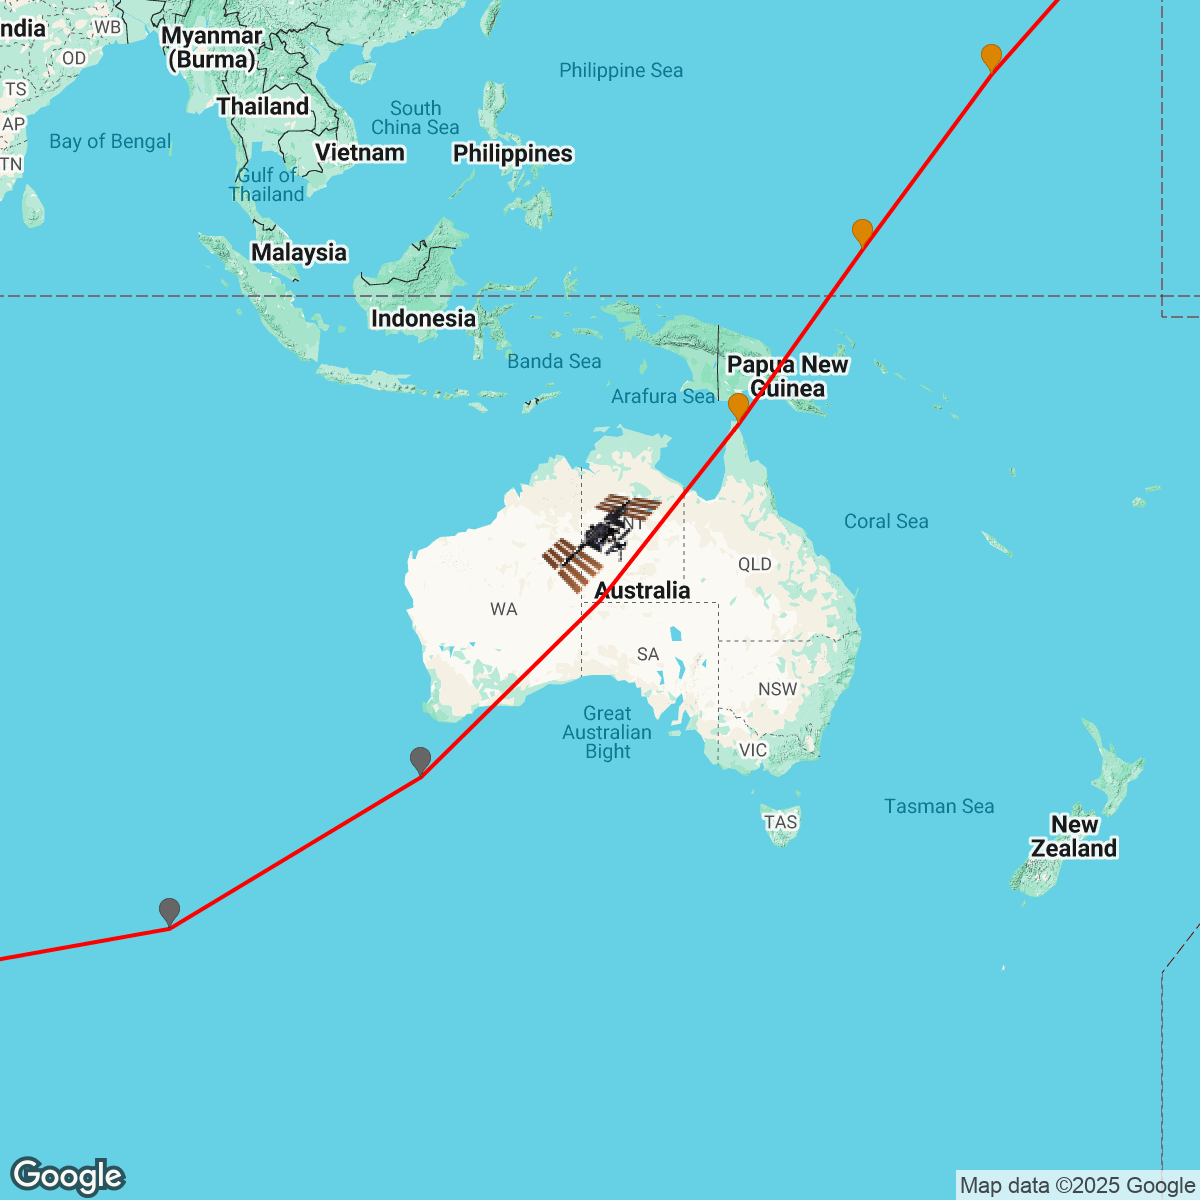 ndia
WB
Myanmar
(Burma)
OD
Philippine Sea
TS
Thailand
South
China Sea
AP
Bay of Bengal
Vietnam
Philippines
TN
Gulf of
Thailand
Malaysia
Indonesia
Banda Sea
Papua New
Guinea
Arafura Sea
NT
Coral Sea
QLD
Australia
WA
SA
NSW
Great
Australian
Bight
VIC
Tasman Sea
TAS
New
Zealand
Google
Map data ©2025 Google